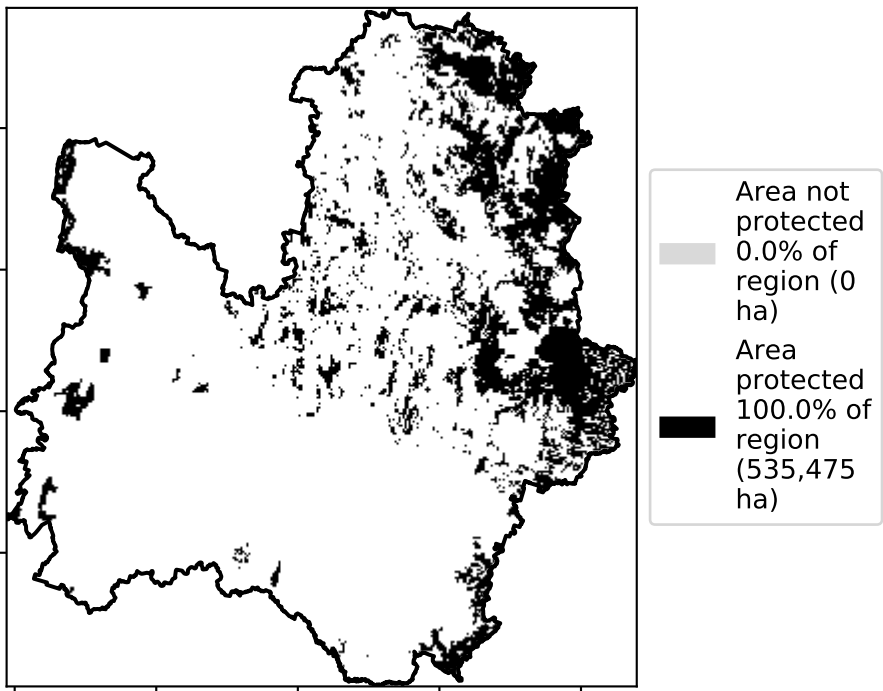 Area not
protected
0.0% of
region (0
ha)
Area
protected
100.0% of
region
(535,475
ha)